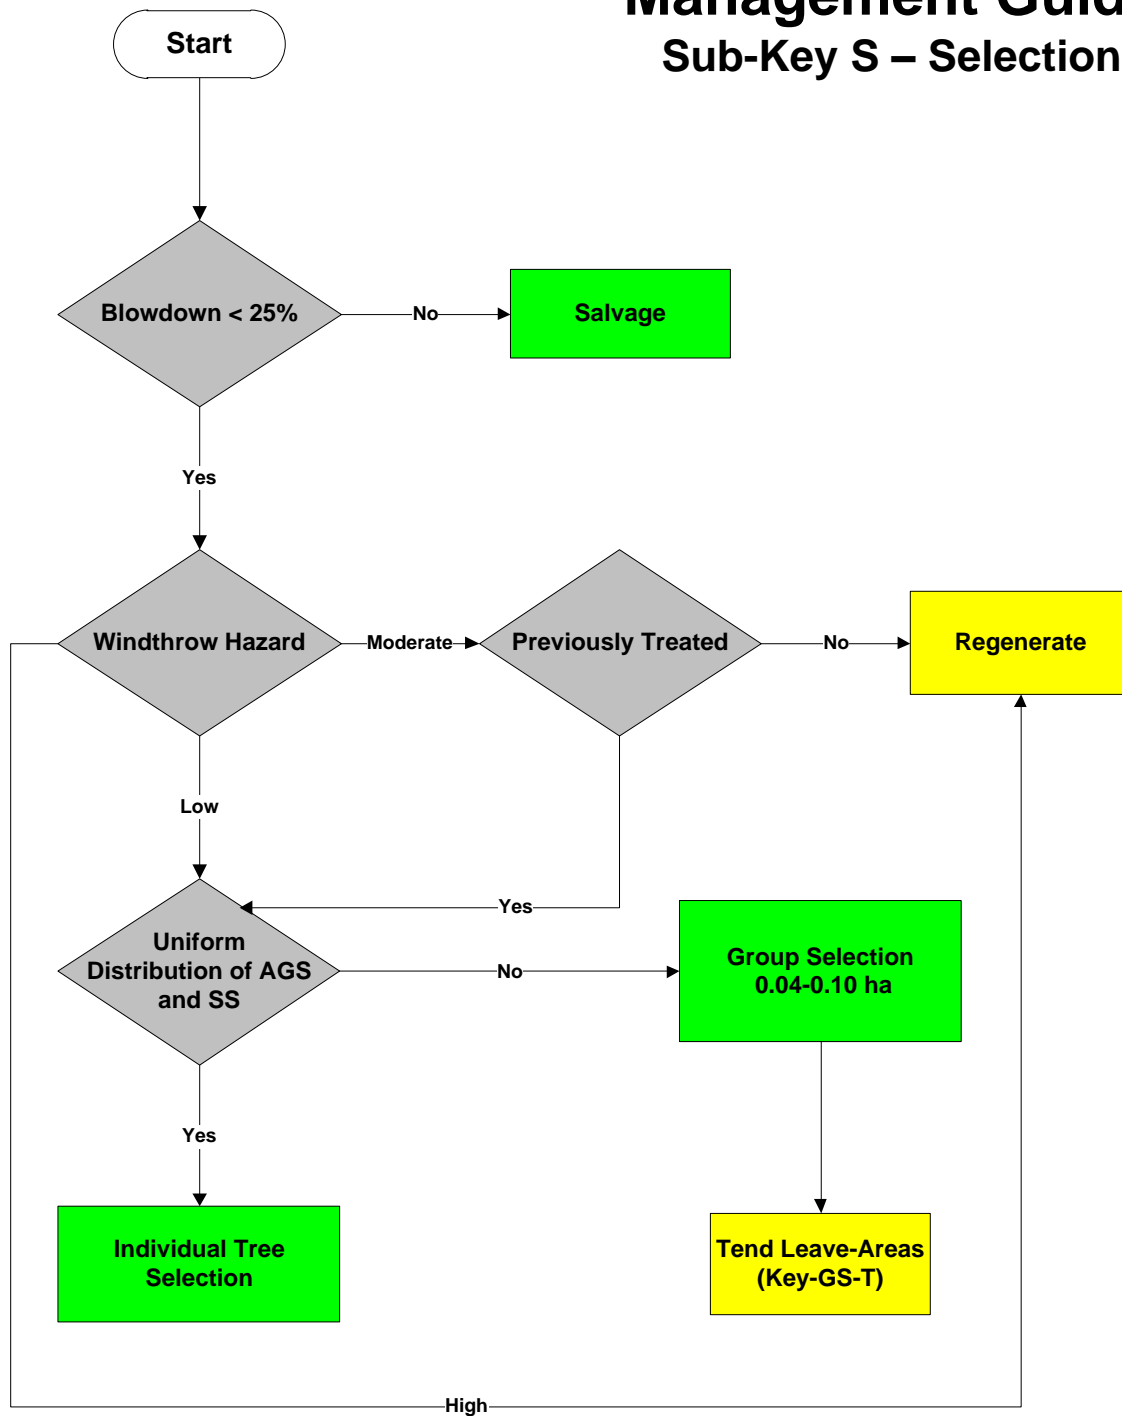 Management Guid
Sub-Key S – Selection
Start
Blowdown < 25%
No
Salvage
Yes
Windthrow Hazard
Moderate
Previously Treated
No
Regenerate
Low
Yes
Uniform
Distribution of AGS
and SS
No
Group Selection
0.04-0.10 ha
Yes
Individual Tree
Selection
Tend Leave-Areas
(Key-GS-T)
High